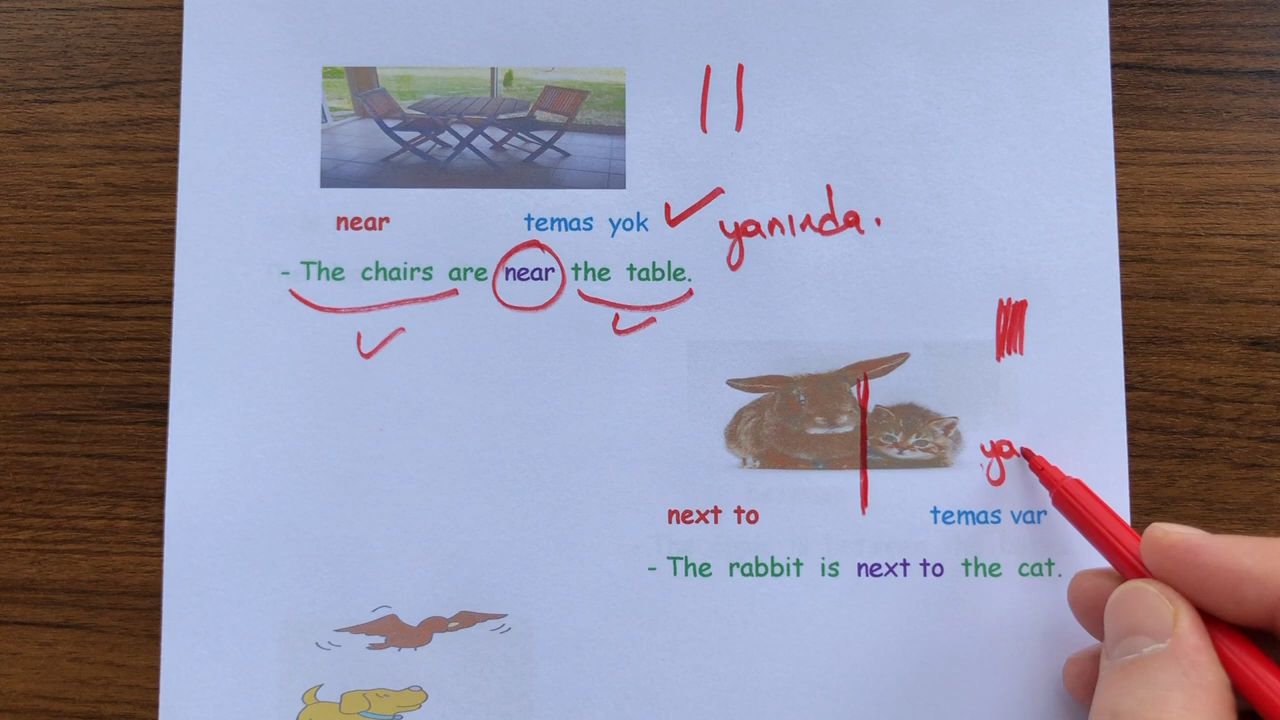 near temas yok yanında.
- The chairs are near the table.
ya
next to temas var
- The rabbit is next to the cat.